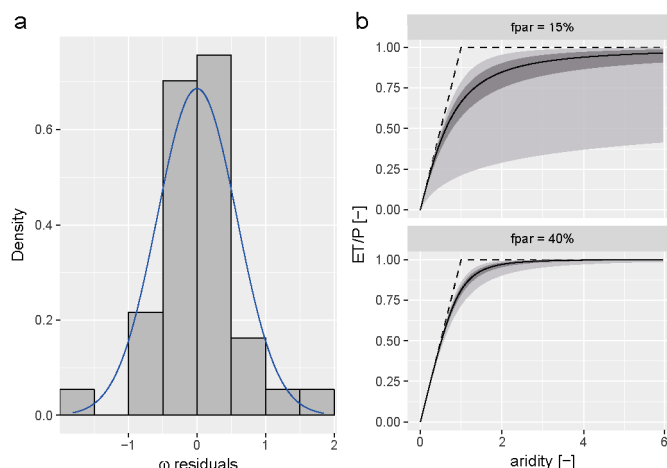 a
0.6
0.4
0.2
0.0
Density
−1
0
1
2
ω residuals
b
fpar = 15%
1.00
0.75
0.50
0.25
0.00
ET/P [-]
fpar = 40%
1.00
0.75
0.50
0.25
0.00
0
2
4
6
aridity [-]